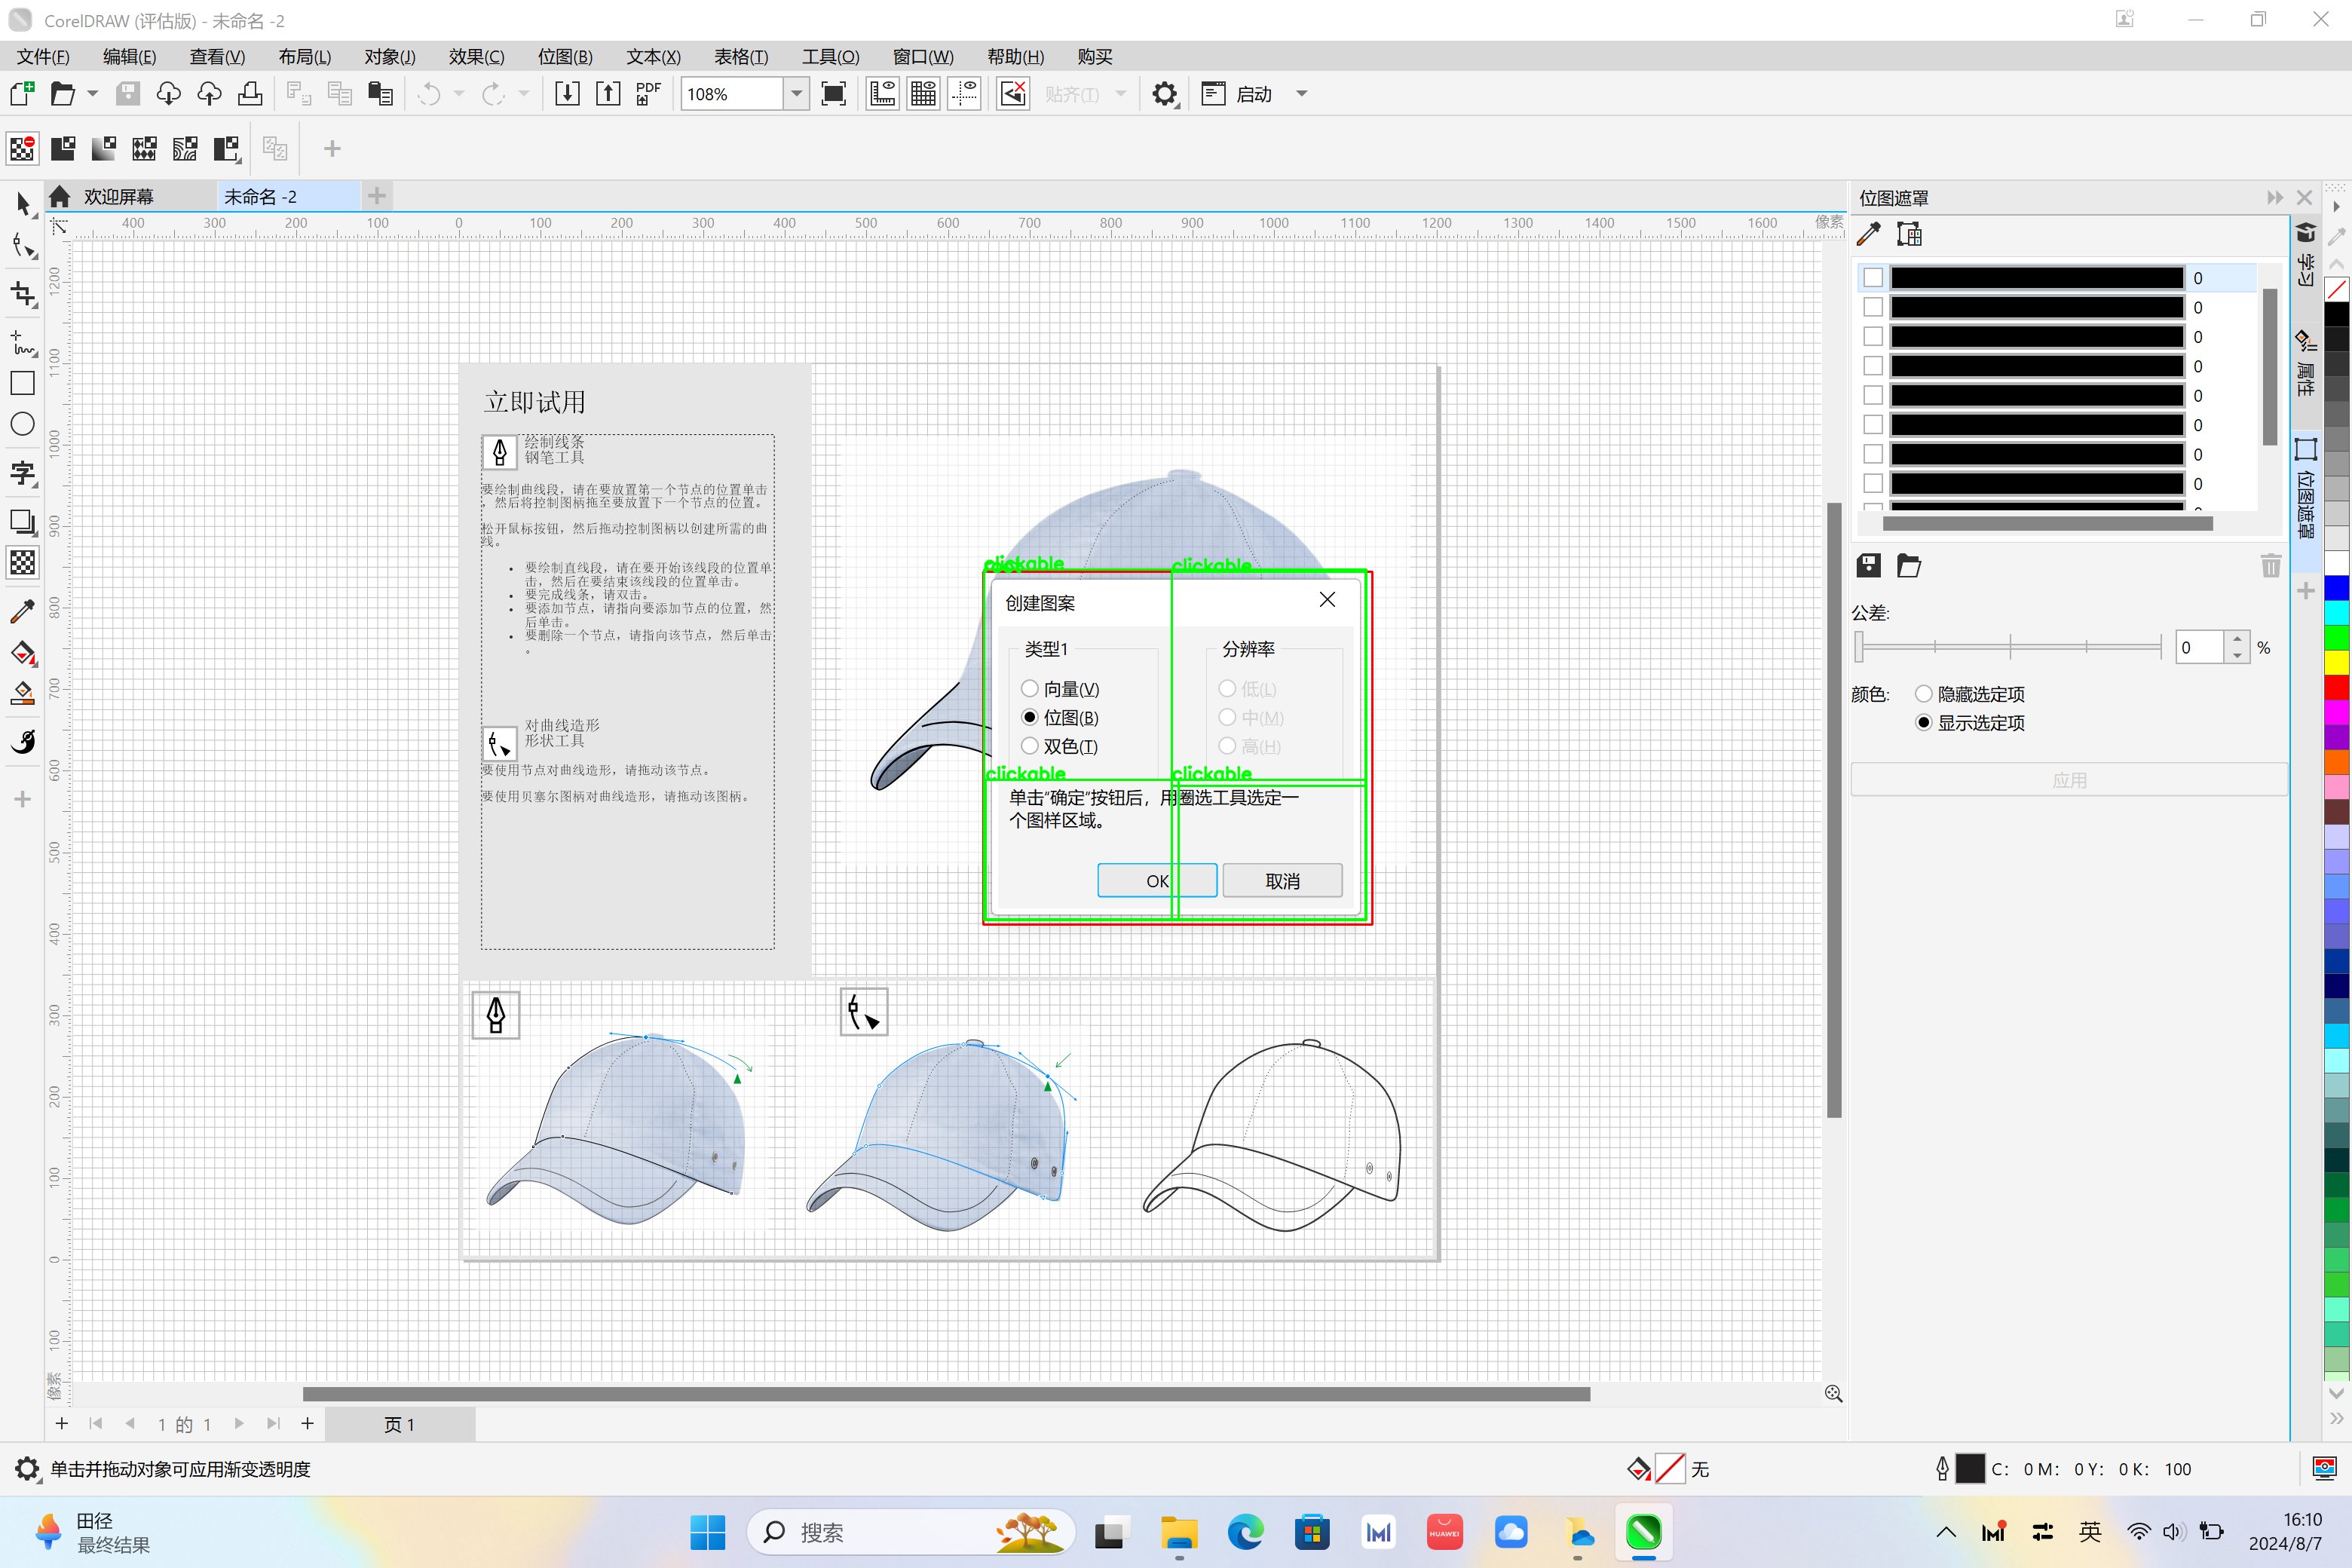 CorelDRAW (评估版) - 未命名 -2
文件(F) 编辑(E) 查看(V) 布局(L) 对象(J) 效果(C) 位图(B) 文本(X) 表格(T) 工具(O) 窗口(W) 帮助(H) 购买
PDF 108% 贴齐(T) 启动
欢迎屏幕 未命名 -2
400 300 200 100 0 100 200 300 400 500 600 700 800 900 1000 1100 1200 1300 1400 1500 1600 像素
1200
1100
1000
900
800
700
600
500
400
300
200
100
0
100
像素
立即试用
绘制线条
钢笔工具
要绘制曲线段，请在要放置第一个节点的位置单击
，然后将控制图柄拖至要放置下一个节点的位置。
松开鼠标按钮，然后拖动控制图柄以创建所需的曲
线。
• 要绘制直线段，请在要开始该线段的位置单
击，然后在要结束该线段的位置单击。
• 要完成线条，请双击。
• 要添加节点，请指向要添加节点的位置，然
后单击。
• 要删除一个节点，请指向该节点，然后单击
。
对曲线造形
形状工具
要使用节点对曲线造形，请拖动该节点。
要使用贝塞尔图柄对曲线造形，请拖动该图柄。
clickable clickable
创建图案
类型1 分辨率
向量(V) 低(L)
位图(B) 中(M)
双色(T) 高(H)
clickable clickable
单击“确定”按钮后，用圈选工具选定一
个图样区域。
OK 取消
位图遮罩
0
0
0
0
0
0
0
0
公差:
0 %
颜色: 隐藏选定项
显示选定项
应用
学习
属性
位图遮罩
1 的 1 页 1
单击并拖动对象可应用渐变透明度 无 C: 0 M: 0 Y: 0 K: 100
田径
最终结果
搜索
HUAWEI
英
16:10
2024/8/7